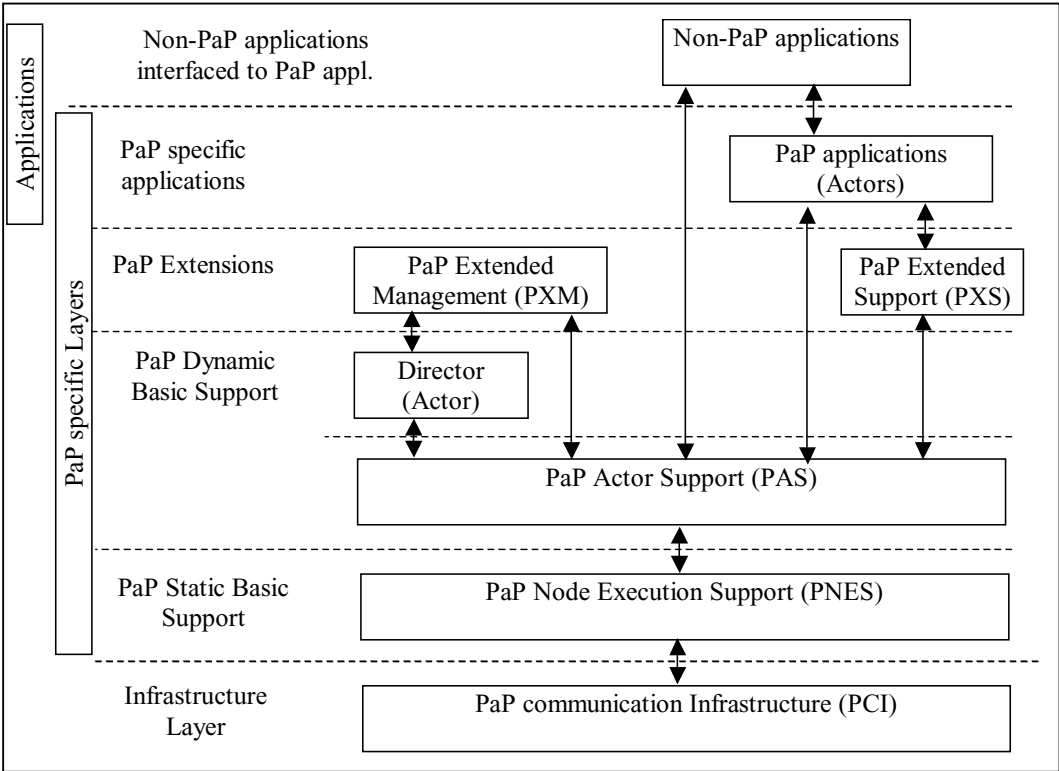 Applications
Non-PaP applications
interfaced to PaP appl.
Non-PaP applications
PaP specific Layers
PaP specific
applications
PaP applications
(Actors)
PaP Extensions
PaP Extended
Management (PXM)
PaP Extended
Support (PXS)
PaP Dynamic
Basic Support
Director
(Actor)
PaP Actor Support (PAS)
PaP Static Basic
Support
PaP Node Execution Support (PNES)
Infrastructure
Layer
PaP communication Infrastructure (PCI)